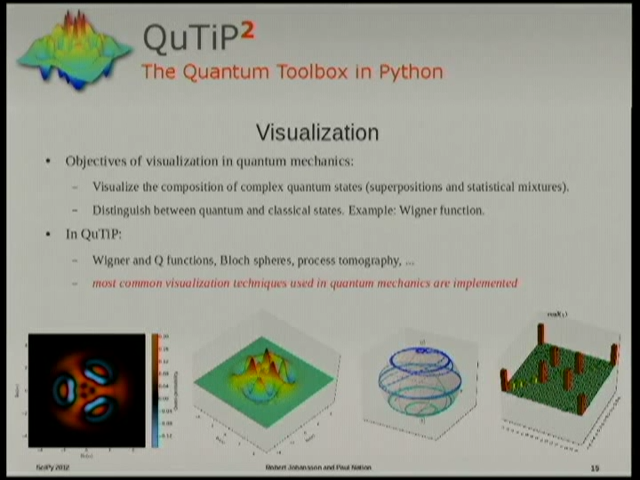 QuTiP²
The Quantum Toolbox in Python
Visualization
• Objectives of visualization in quantum mechanics:
– Visualize the composition of complex quantum states (superpositions and statistical mixtures).
– Distinguish between quantum and classical states. Example: Wigner function.
• In QuTiP:
– Wigner and Q functions, Bloch spheres, process tomography, ...
– most common visualization techniques used in quantum mechanics are implemented
SciPy 2012
Robert Johansson and Paul Nation
15